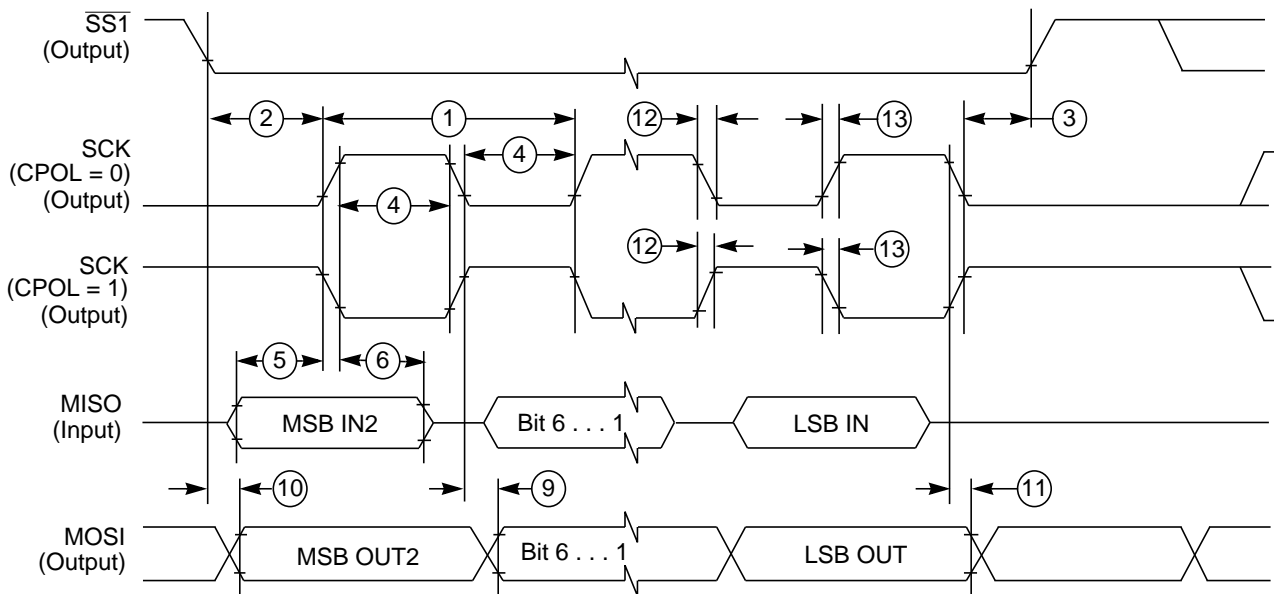 SS1
(Output)
2
1
12
13
3
SCK
(CPOL = 0)
(Output)
4
4
12
13
SCK
(CPOL = 1)
(Output)
5
6
MISO
(Input)
MSB IN2
Bit 6 . . . 1
LSB IN
10
9
11
MOSI
(Output)
MSB OUT2
Bit 6 . . . 1
LSB OUT